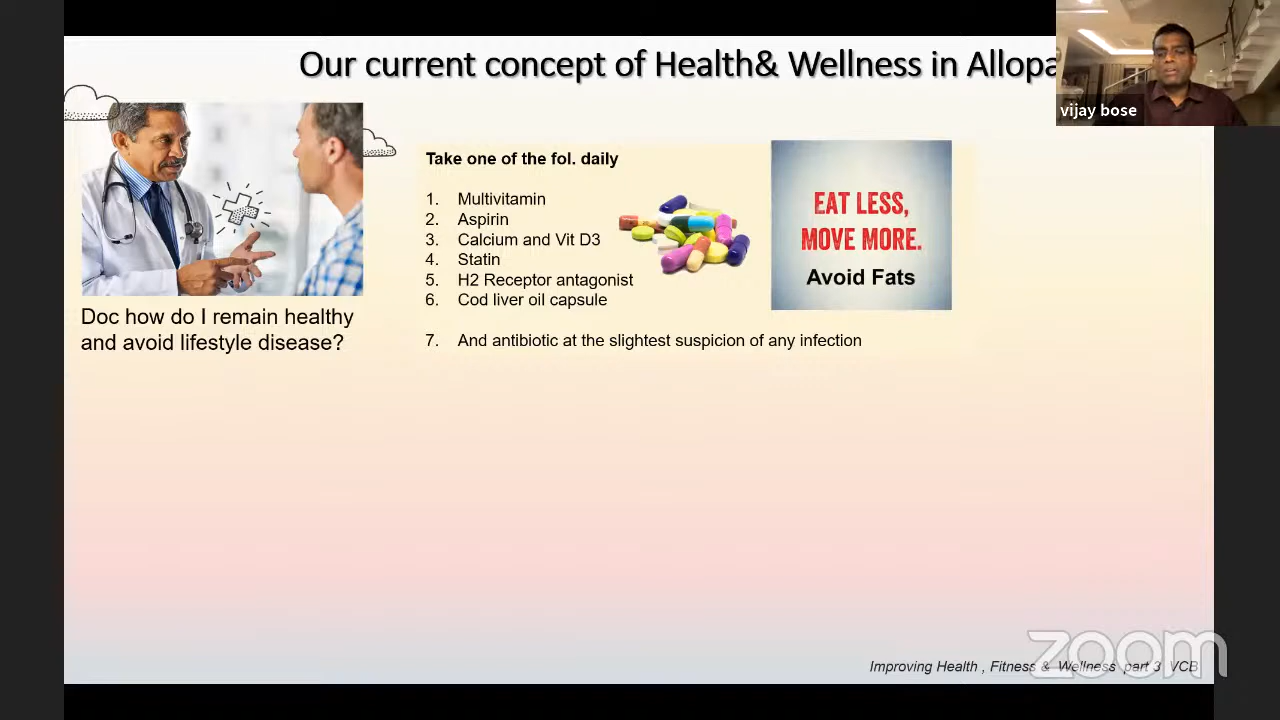 Our current concept of Health& Wellness in Allopa
vijay bose
Take one of the fol. daily
1. Multivitamin
2. Aspirin
3. Calcium and Vit D3
4. Statin
5. H2 Receptor antagonist
6. Cod liver oil capsule
7. And antibiotic at the slightest suspicion of any infection
EAT LESS,
MOVE MORE.
Avoid Fats
Doc how do I remain healthy
and avoid lifestyle disease?
zoom
Improving Health , Fitness & Wellness part 3 VCB